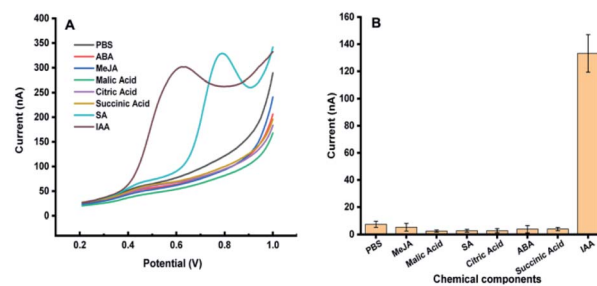 A
PBS
ABA
MeJA
Malic Acid
Citric Acid
Succinic Acid
SA
IAA
Current (nA)
400
350
300
250
200
150
100
50
0
0.2 0.4 0.6 0.8 1.0
Potential (V)
B
Current (nA)
160
140
120
100
80
60
40
20
0
PBS MeJA Malic Acid SA Citric Acid ABA Succinic Acid IAA
Chemical components